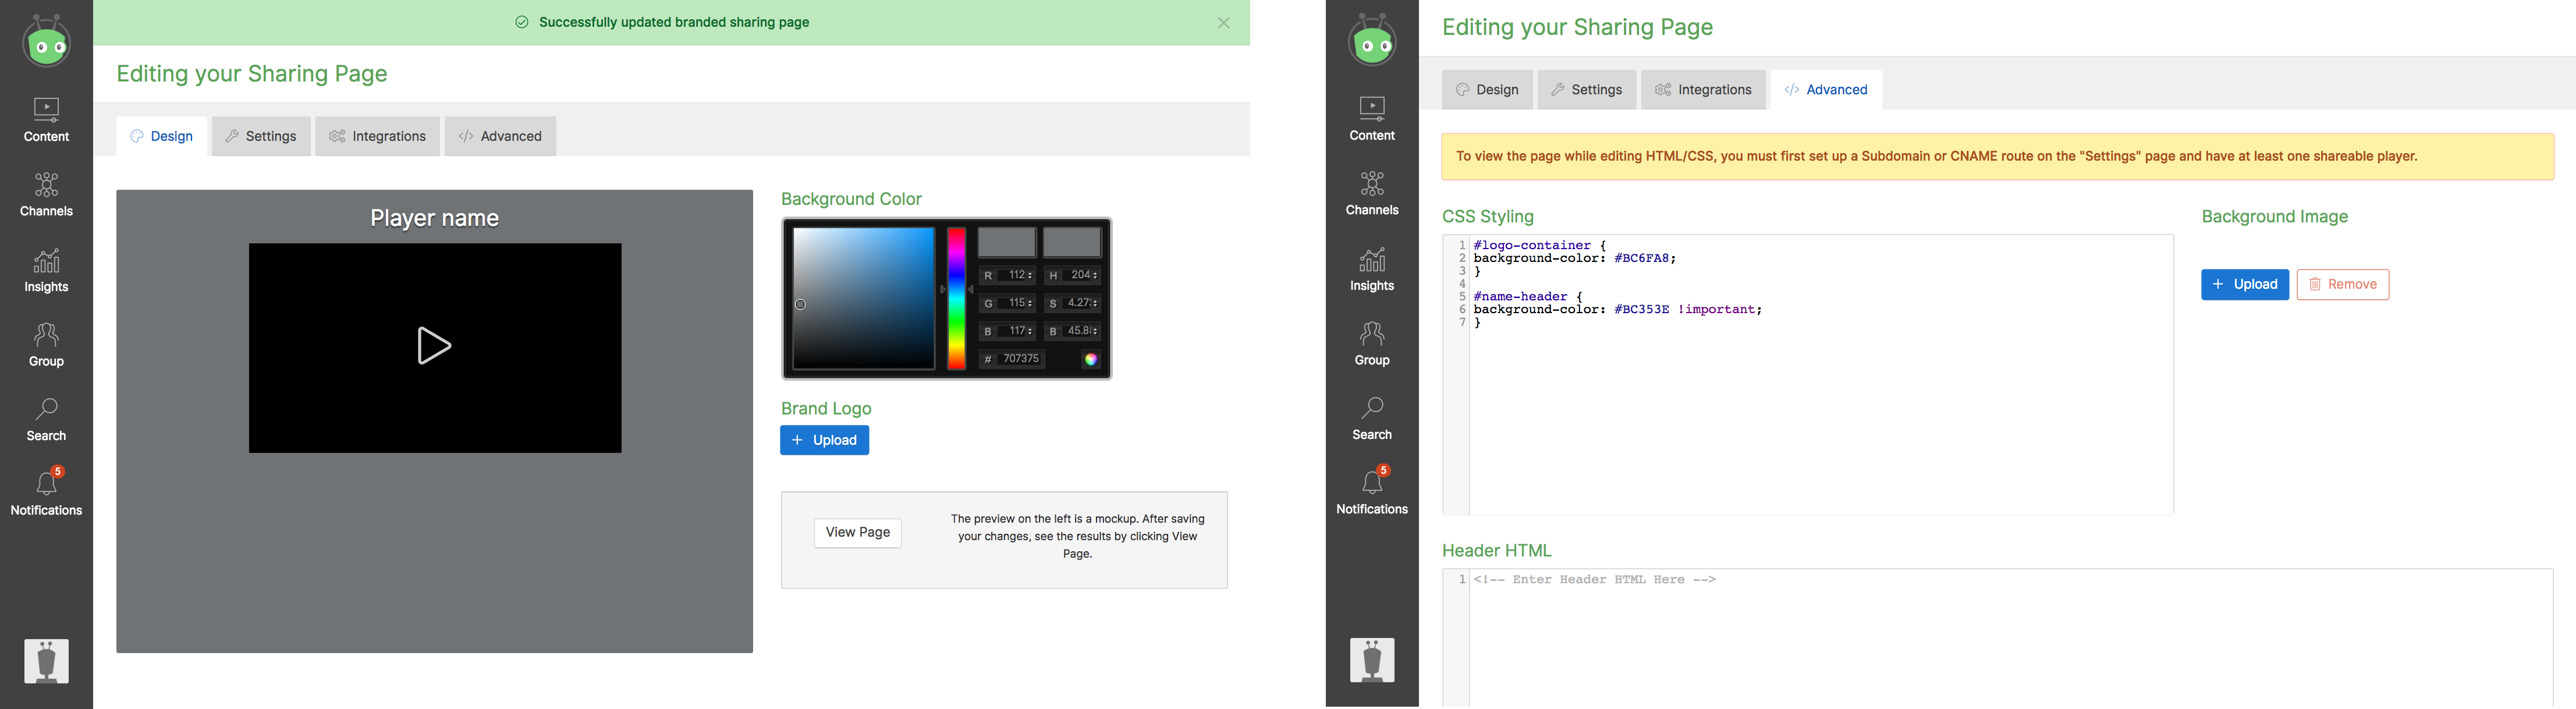 Successfully updated branded sharing page
Editing your Sharing Page
Design
Settings
Integrations
Advanced
Content
Channels
Insights
Group
Search
5
Notifications
Player name
Background Color
R 112
H 204
G 115
S 4.27
B 117
B 45.8
# 707375
Brand Logo
+ Upload
View Page
The preview on the left is a mockup. After saving
your changes, see the results by clicking View
Page.
Editing your Sharing Page
Design
Settings
Integrations
</> Advanced
Content
Channels
Insights
Group
Search
5
Notifications
To view the page while editing HTML/CSS, you must first set up a Subdomain or CNAME route on the "Settings" page and have at least one shareable player.
CSS Styling
1 #logo-container {
2 background-color: #BC6FA8;
3 }
4
5 #name-header {
6 background-color: #BC353E !important;
7 }
Background Image
+ Upload
Remove
Header HTML
1 <!-- Enter Header HTML Here -->